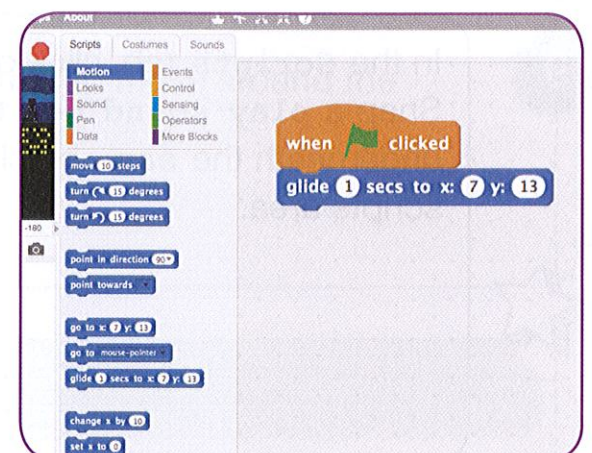 About
Scripts Costumes Sounds
Motion Events
Looks Control
Sound Sensing
Pen Operators
Data More Blocks
move 10 steps
turn 15 degrees
turn 15 degrees
-180
point in direction 90
point towards
go to x: 7 y: 13
go to mouse-pointer
glide 1 secs to x: 7 y: 13
change x by 10
set x to 0
when clicked
glide 1 secs to x: 7 y: 13